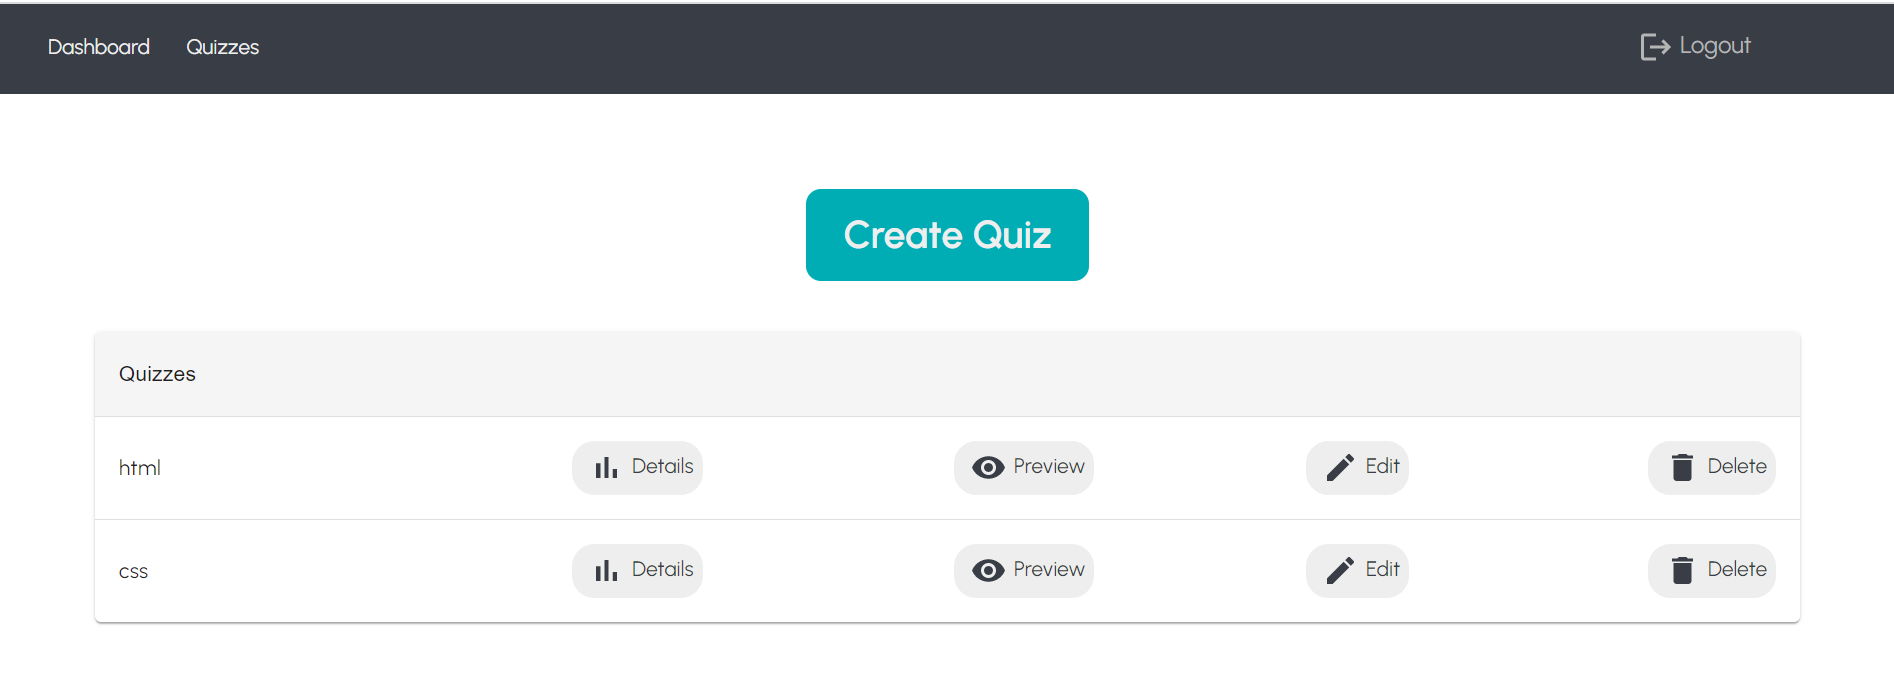 Dashboard Quizzes Logout
Create Quiz
Quizzes
html Details Preview Edit Delete
css Details Preview Edit Delete